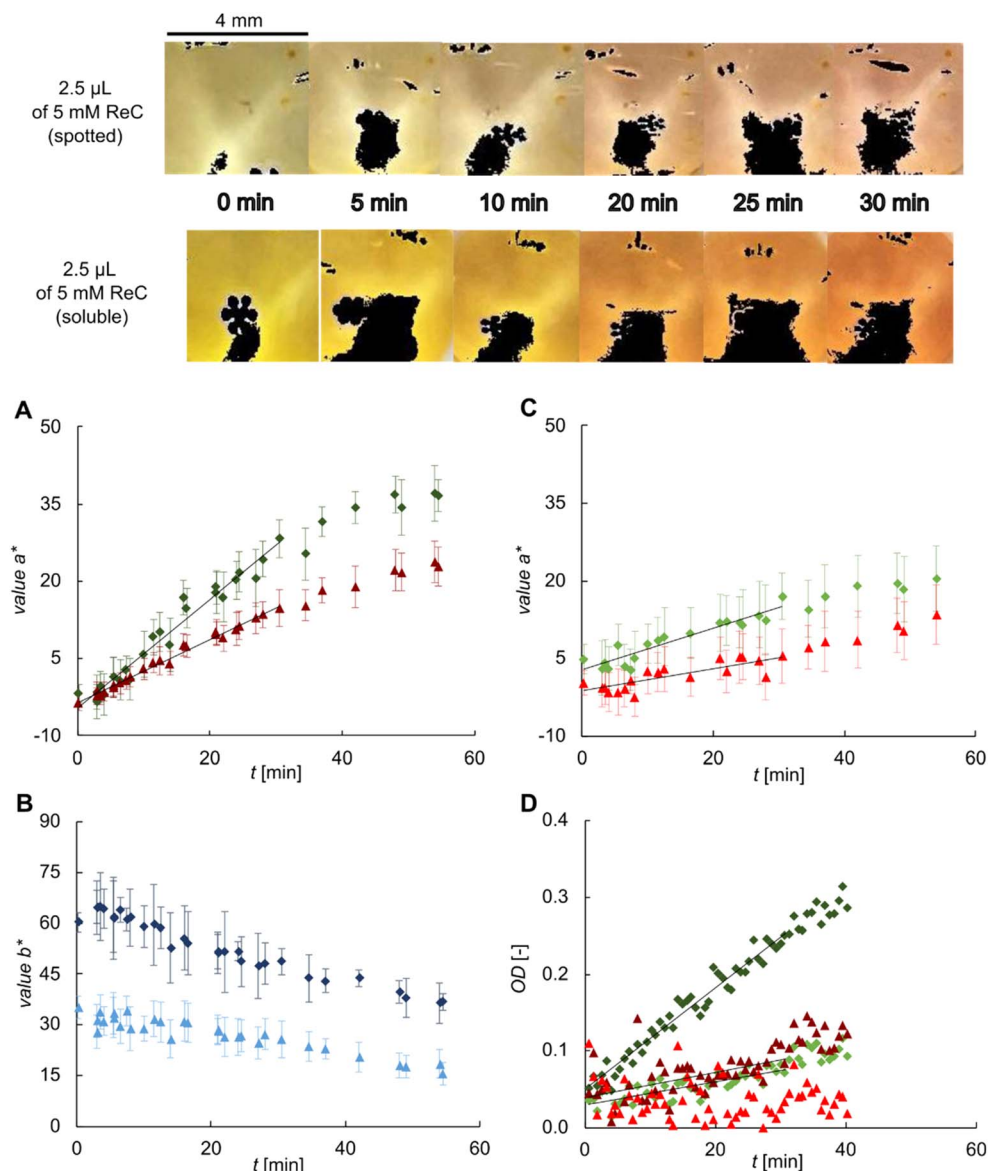 4 mm
2.5 µL
of 5 mM ReC
(spotted)
0 min 5 min 10 min 20 min 25 min 30 min
2.5 µL
of 5 mM ReC
(soluble)
A
50
35
20
5
-10
value a*
0 20 40 60
t [min]
C
50
35
20
5
-10
value a*
0 20 40 60
t [min]
B
90
75
60
45
30
15
0
value b*
0 20 40 60
t [min]
D
0.4
0.3
0.2
0.1
0.0
OD [-]
0 20 40 60
t [min]